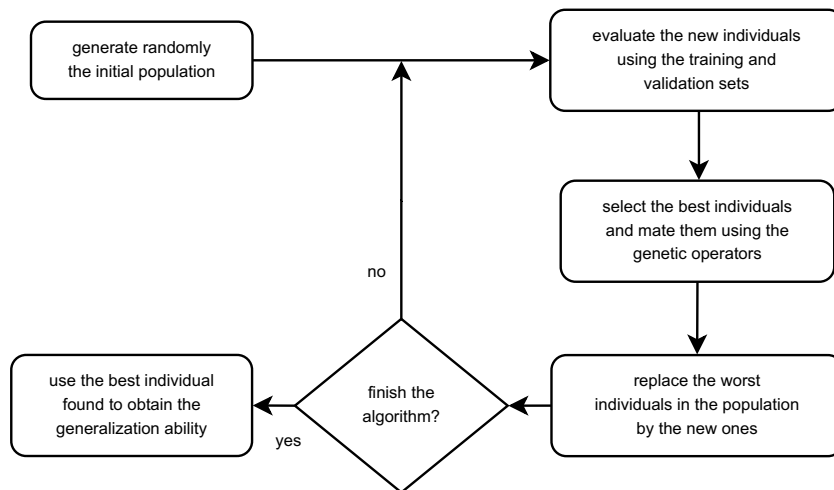 generate randomly
the initial population
evaluate the new individuals
using the training and
validation sets
select the best individuals
and mate them using the
genetic operators
no
use the best individual
found to obtain the
generalization ability
yes
finish the
algorithm?
replace the worst
individuals in the population
by the new ones